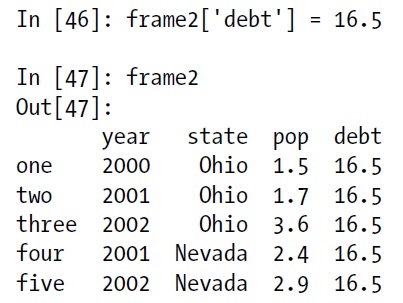 In [46]: frame2['debt'] = 16.5
In [47]: frame2
Out[47]:
year state pop debt
one 2000 Ohio 1.5 16.5
two 2001 Ohio 1.7 16.5
three 2002 Ohio 3.6 16.5
four 2001 Nevada 2.4 16.5
five 2002 Nevada 2.9 16.5